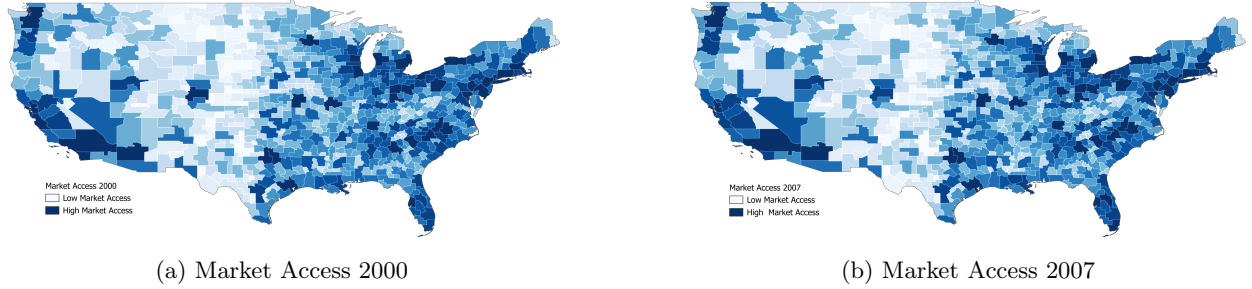 Market Access 2000
Low Market Access
High Market Access
(a) Market Access 2000
Market Access 2007
Low Market Access
High Market Access
(b) Market Access 2007